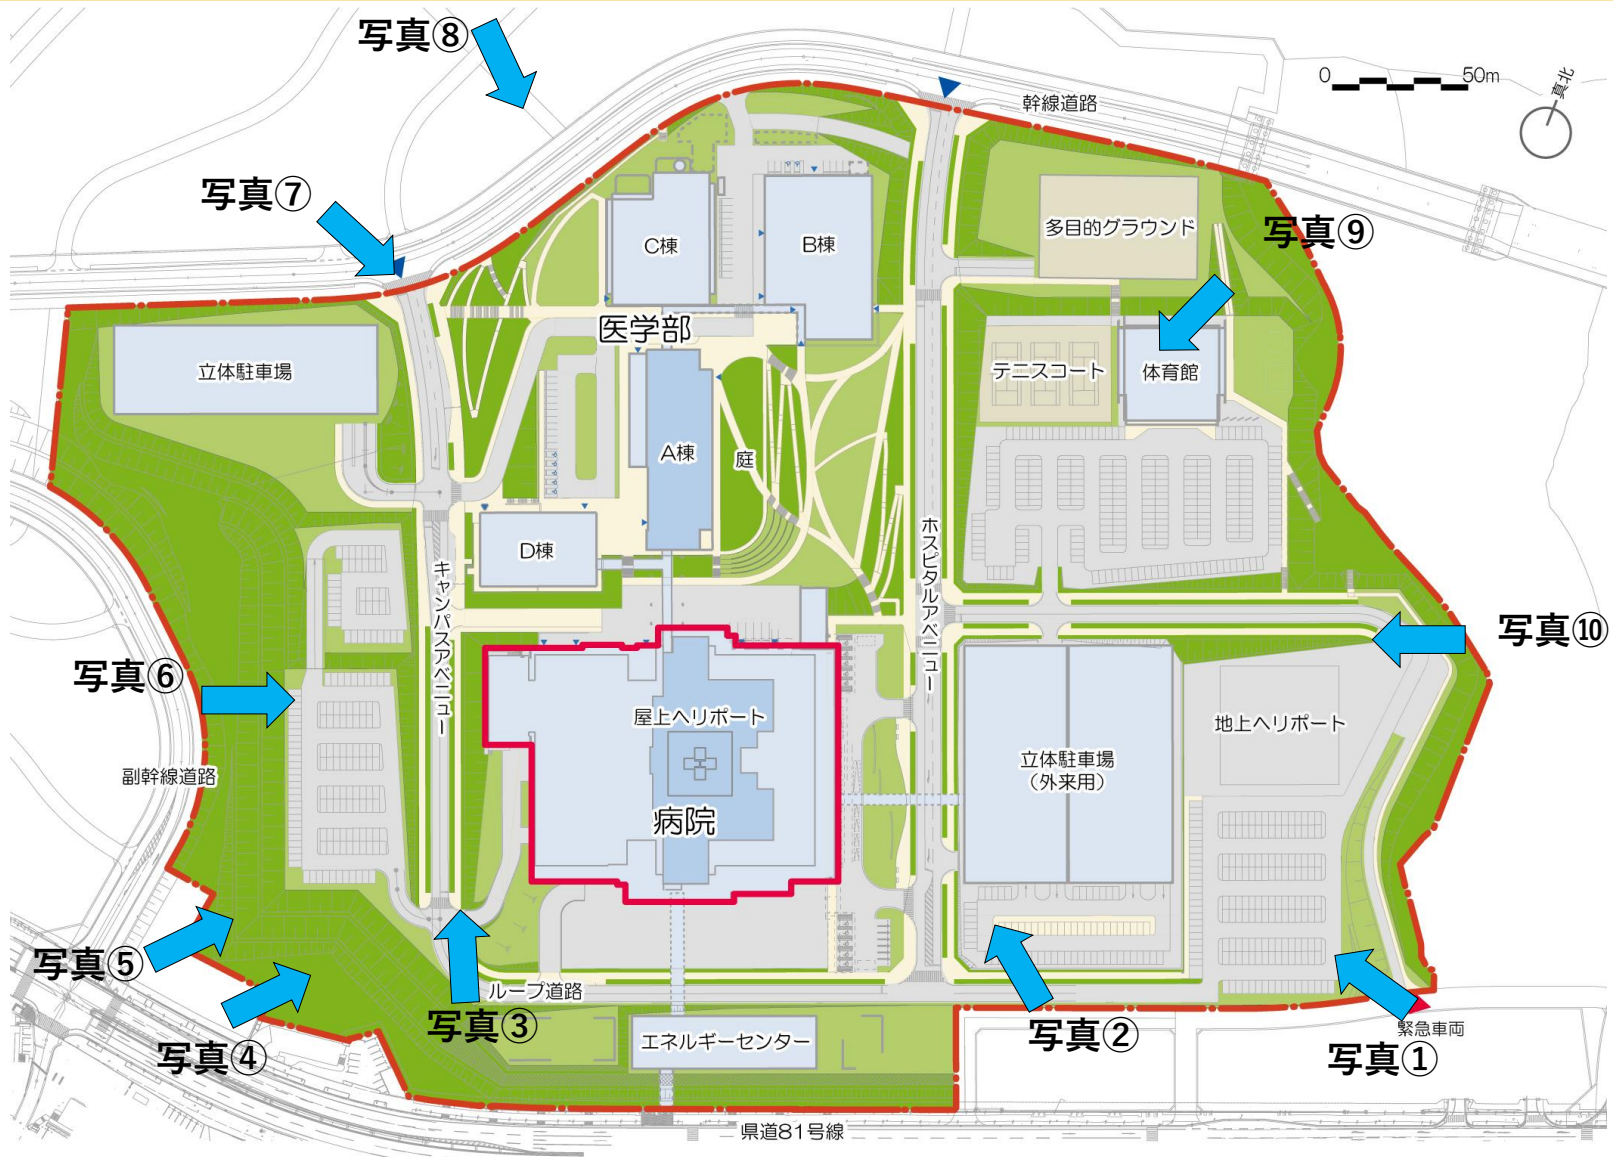 写真⑧
0
50m
真北
幹線道路
写真⑦
C棟
B棟
多目的グラウンド
写真⑨
医学部
立体駐車場
テニスコート
体育館
A棟
庭
D棟
ホスピタルアベニュー
キャンパスアベニュー
写真⑩
写真⑥
屋上ヘリポート
地上ヘリポート
副幹線道路
立体駐車場
(外来用)
病院
写真⑤
ループ道路
写真③
写真②
緊急車両
エネルギーセンター
写真④
写真①
県道81号線